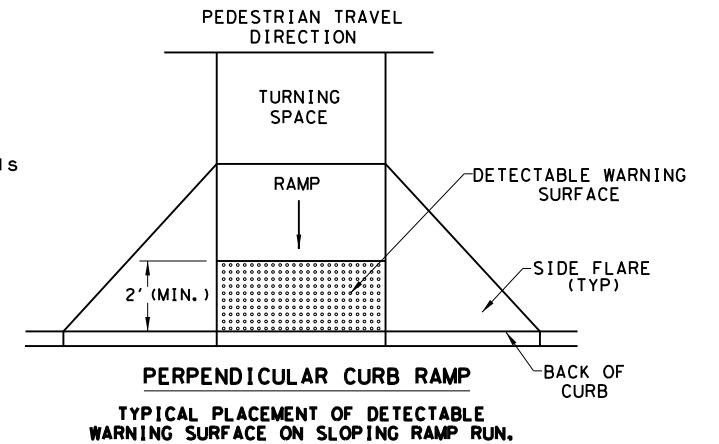 PEDESTRIAN TRAVEL
DIRECTION
TURNING
SPACE
ls
RAMP
DETECTABLE WARNING
SURFACE
SIDE FLARE
(TYP)
2' (MIN.)
BACK OF
CURB
PERPENDICULAR CURB RAMP
TYPICAL PLACEMENT OF DETECTABLE
WARNING SURFACE ON SLOPING RAMP RUN.